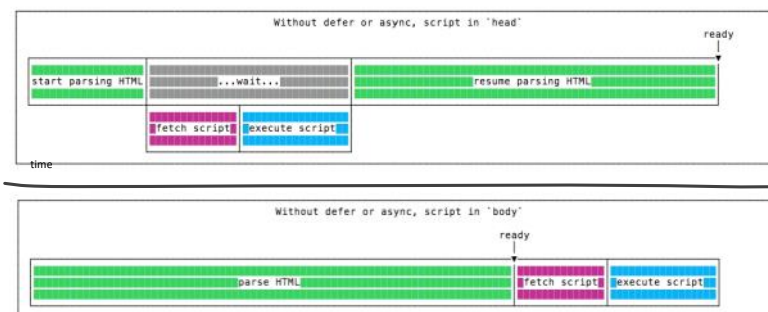 Without defer or async, script in `head`
ready
start parsing HTML ...wait... resume parsing HTML
fetch script execute script
time
Without defer or async, script in `body`
ready
parse HTML fetch script execute script